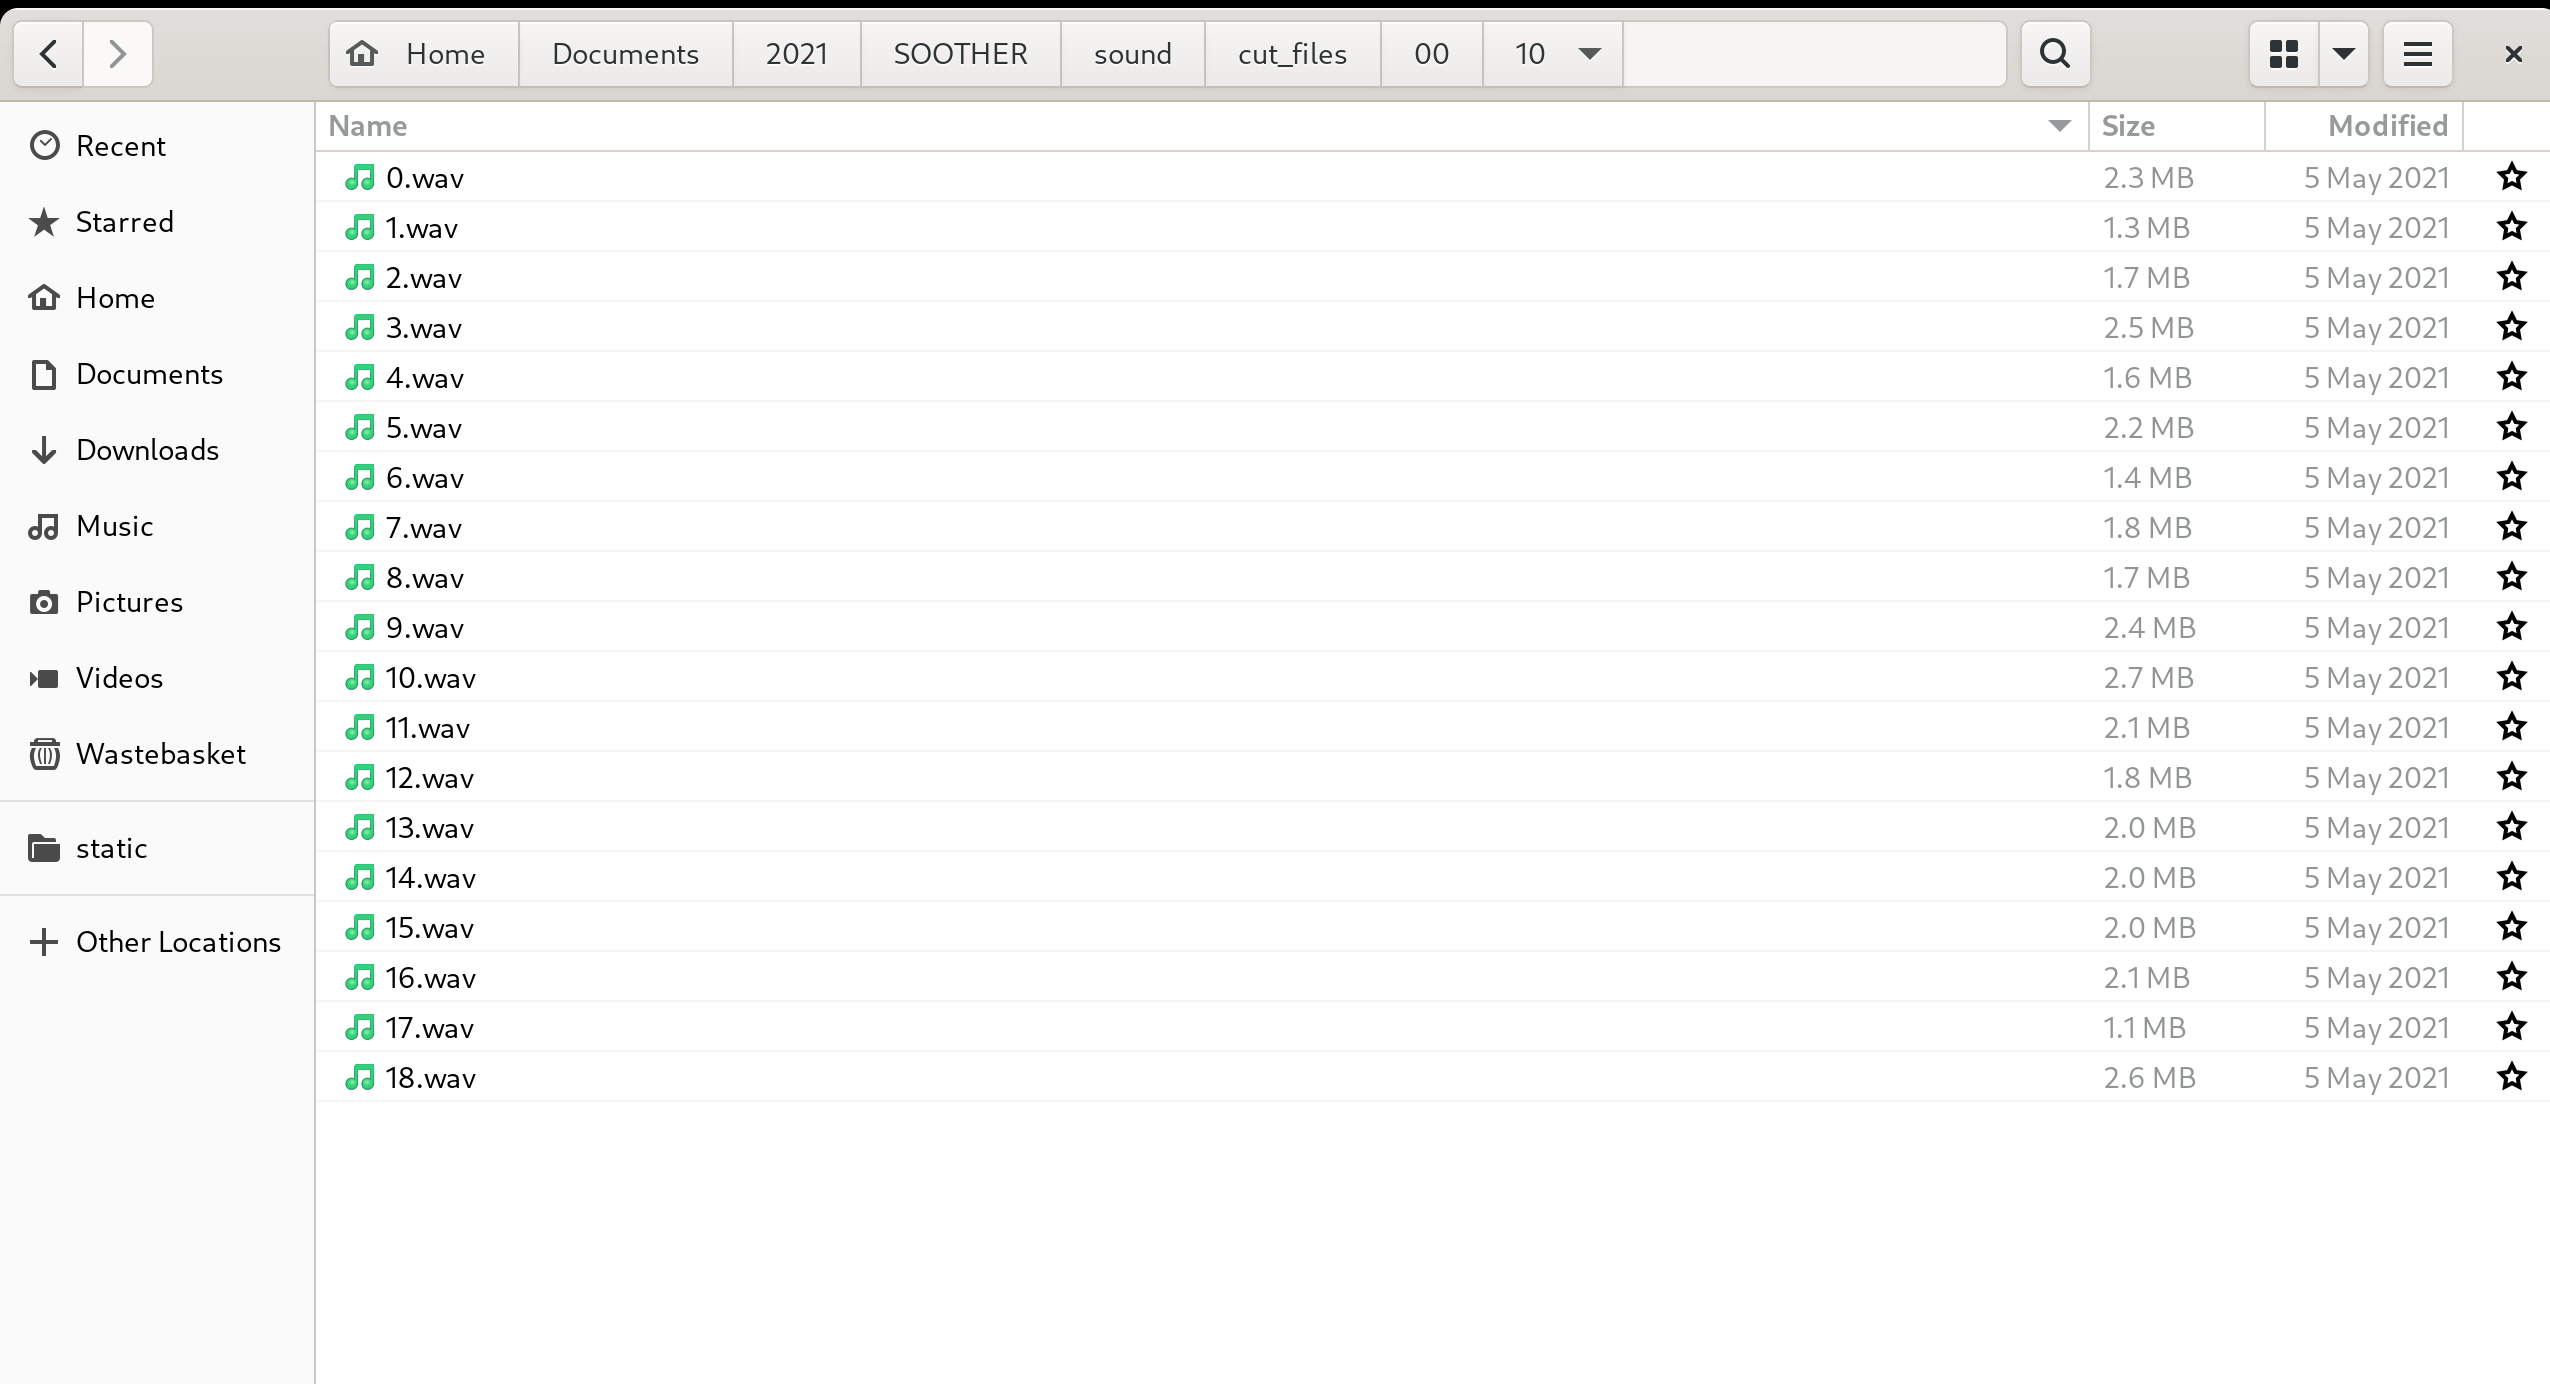 Home Documents 2021 SOOTHER sound cut_files 00 10
Recent
Starred
Home
Documents
Downloads
Music
Pictures
Videos
Wastebasket
static
Other Locations
Name Size Modified
0.wav 2.3 MB 5 May 2021
1.wav 1.3 MB 5 May 2021
2.wav 1.7 MB 5 May 2021
3.wav 2.5 MB 5 May 2021
4.wav 1.6 MB 5 May 2021
5.wav 2.2 MB 5 May 2021
6.wav 1.4 MB 5 May 2021
7.wav 1.8 MB 5 May 2021
8.wav 1.7 MB 5 May 2021
9.wav 2.4 MB 5 May 2021
10.wav 2.7 MB 5 May 2021
11.wav 2.1 MB 5 May 2021
12.wav 1.8 MB 5 May 2021
13.wav 2.0 MB 5 May 2021
14.wav 2.0 MB 5 May 2021
15.wav 2.0 MB 5 May 2021
16.wav 2.1 MB 5 May 2021
17.wav 1.1 MB 5 May 2021
18.wav 2.6 MB 5 May 2021